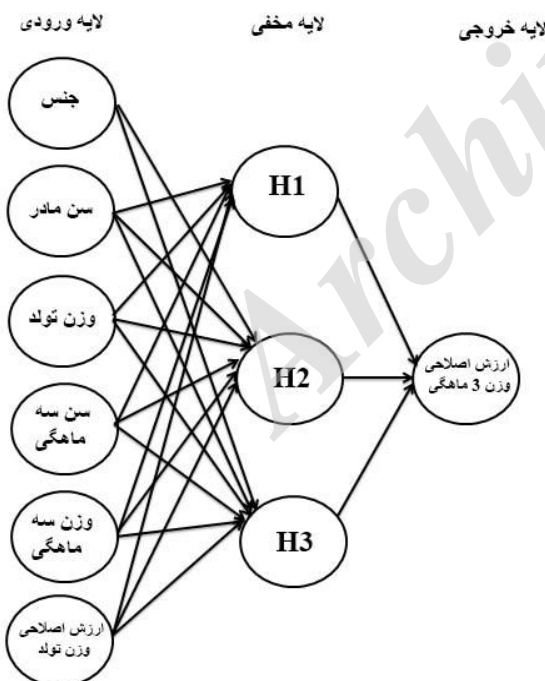 لایه ورودی
لایه مخفی
لایه خروجی
جنس
سن مادر
وزن تولد
سن سه
ماهگی
وزن سه
ماهگی
ارزش اصلاحی
وزن تولد
H1
H2
H3
ارزش اصلاحی
وزن 3 ماهگی
Archi